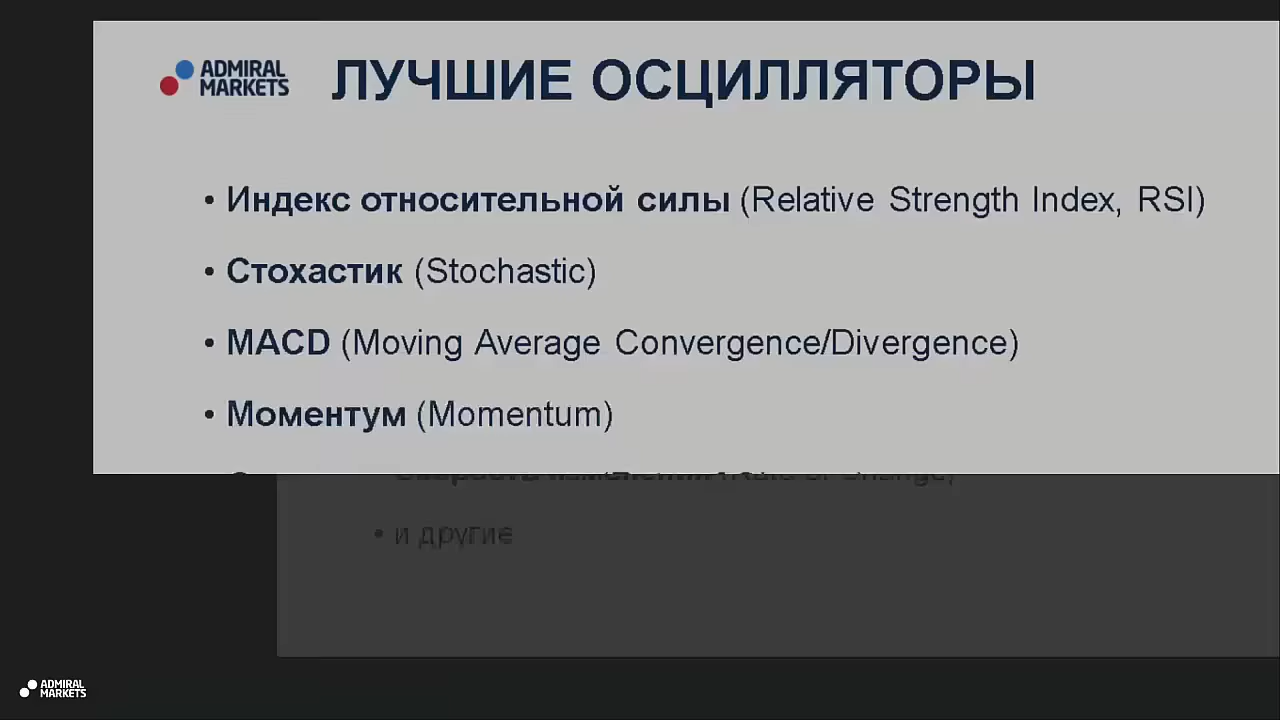 ADMIRAL
MARKETS
ЛУЧШИЕ ОСЦИЛЛЯТОРЫ
• Индекс относительной силы (Relative Strength Index, RSI)
• Стохастик (Stochastic)
• MACD (Moving Average Convergence/Divergence)
• Моментум (Momentum)
• и другие
ADMIRAL
MARKETS